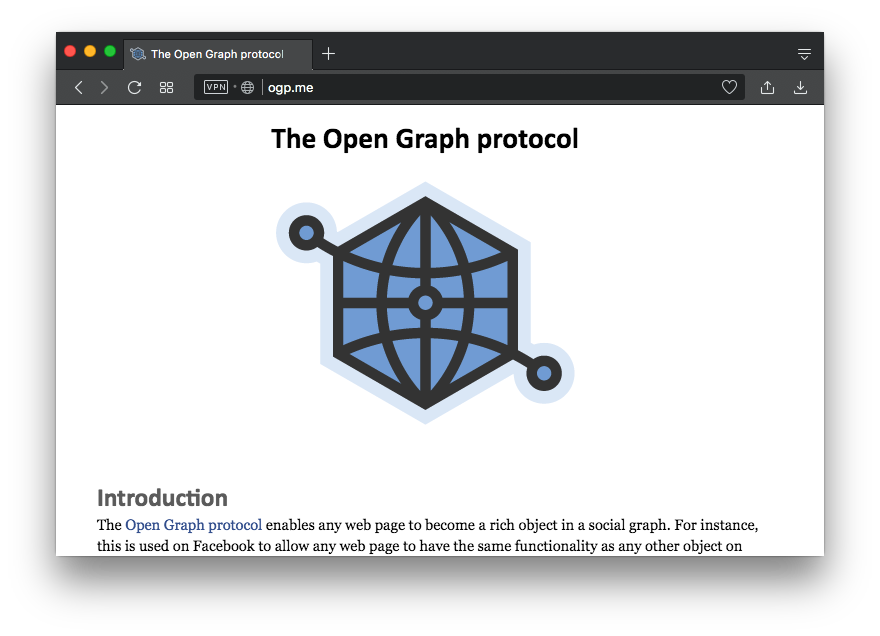 The Open Graph protocol
VPN
ogp.me
The Open Graph protocol
Introduction
The Open Graph protocol enables any web page to become a rich object in a social graph. For instance,
this is used on Facebook to allow any web page to have the same functionality as any other object on